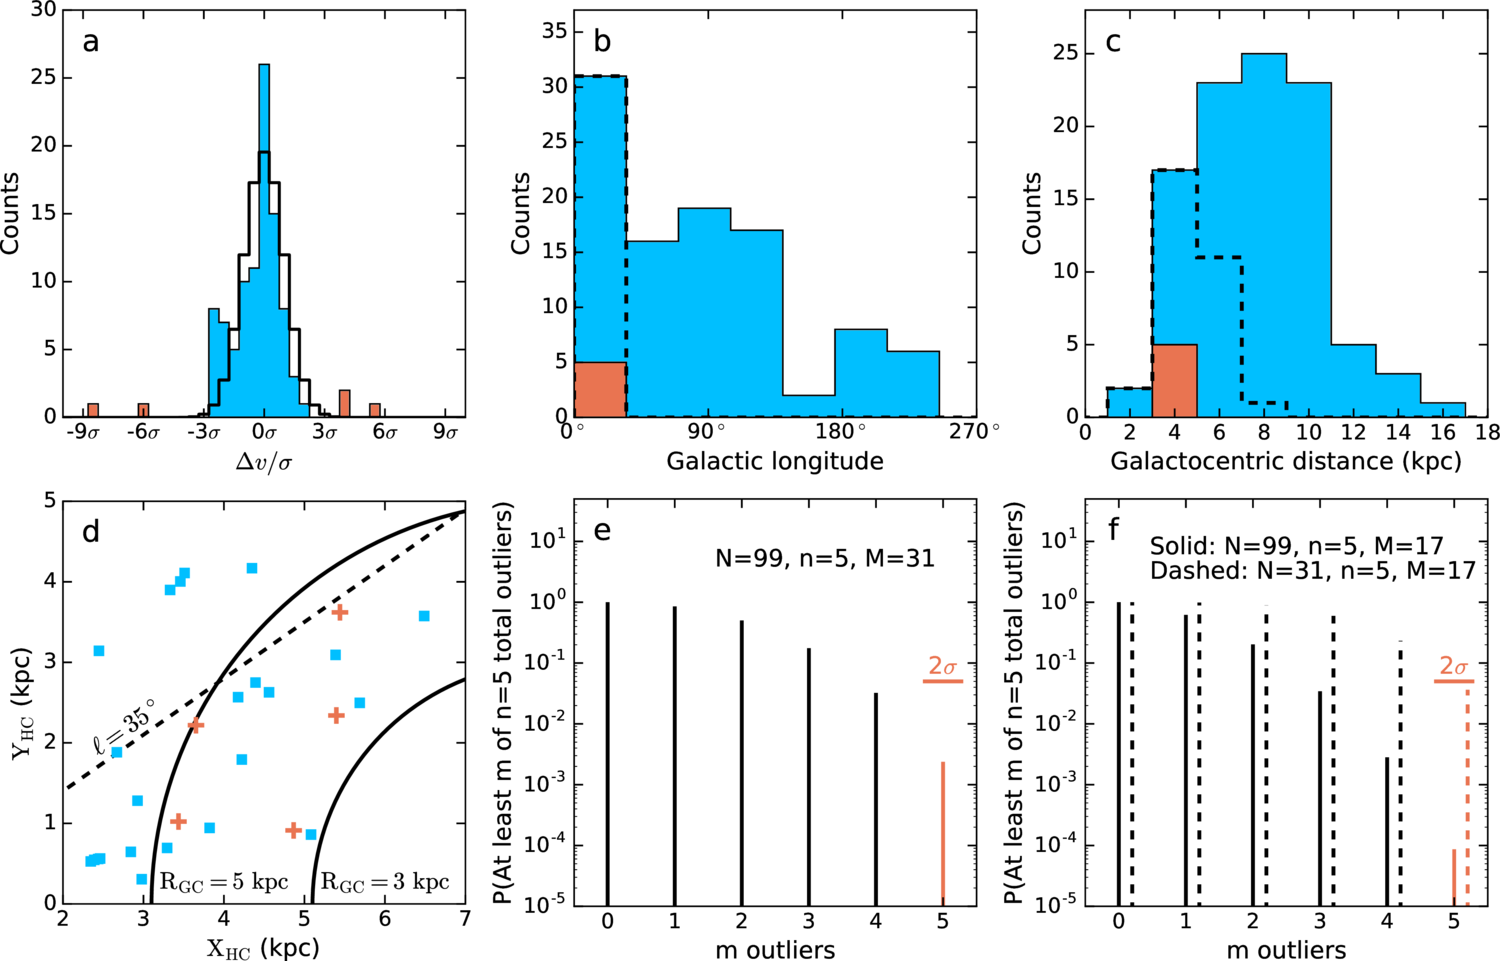 a
30
25
20
15
10
5
0
Counts
-9σ -6σ -3σ 0σ 3σ 6σ 9σ
Δv/σ
b
35
30
25
20
15
10
5
0
Counts
0° 90° 180° 270°
Galactic longitude
c
25
20
15
10
5
0
Counts
0 2 4 6 8 10 12 14 16 18
Galactocentric distance (kpc)
d
5
4
3
2
1
0
Y_HC (kpc)
ℓ = 35°
R_GC = 5 kpc R_GC = 3 kpc
2 3 4 5 6 7
X_HC (kpc)
e
N=99, n=5, M=31
10^1
10^0
10^-1
10^-2
10^-3
10^-4
10^-5
P(At least m of n=5 total outliers)
2σ
0 1 2 3 4 5
m outliers
f
Solid: N=99, n=5, M=17
Dashed: N=31, n=5, M=17
10^1
10^0
10^-1
10^-2
10^-3
10^-4
10^-5
P(At least m of n=5 total outliers)
2σ
0 1 2 3 4 5
m outliers